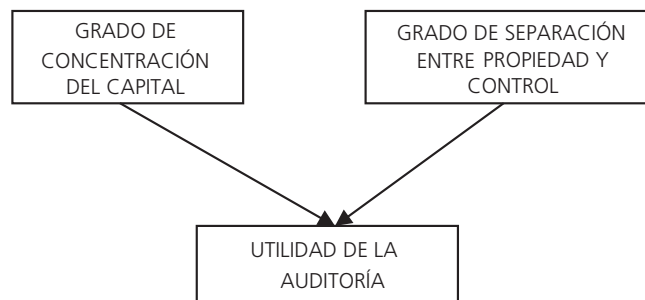 GRADO DE
CONCENTRACIÓN
DEL CAPITAL
GRADO DE SEPARACIÓN
ENTRE PROPIEDAD Y
CONTROL
UTILIDAD DE LA
AUDITORÍA